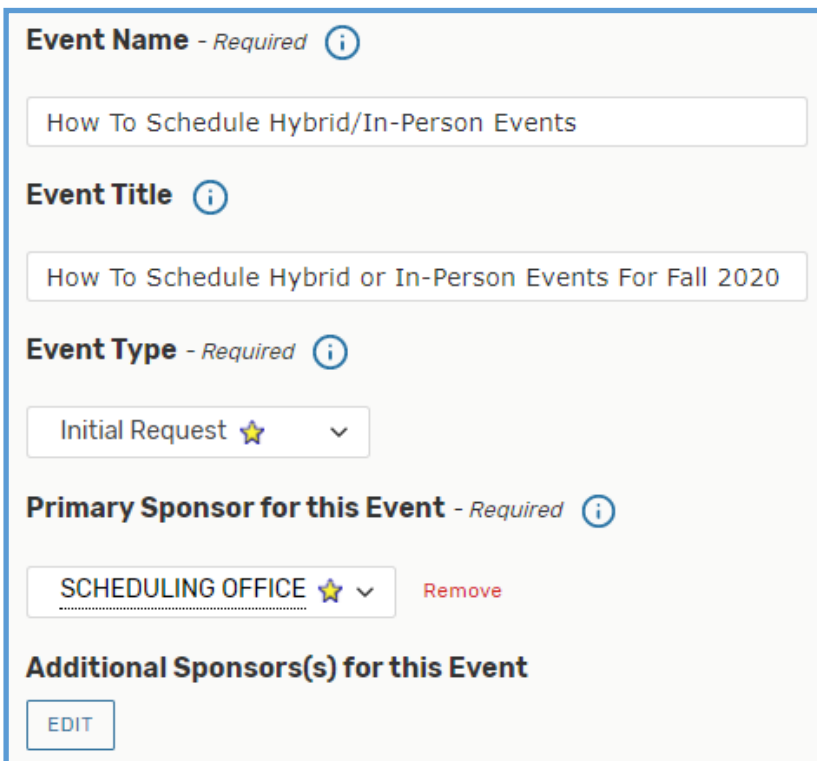 Event Name - Required
How To Schedule Hybrid/In-Person Events
Event Title
How To Schedule Hybrid or In-Person Events For Fall 2020
Event Type - Required
Initial Request
Primary Sponsor for this Event - Required
SCHEDULING OFFICE Remove
Additional Sponsors(s) for this Event
EDIT